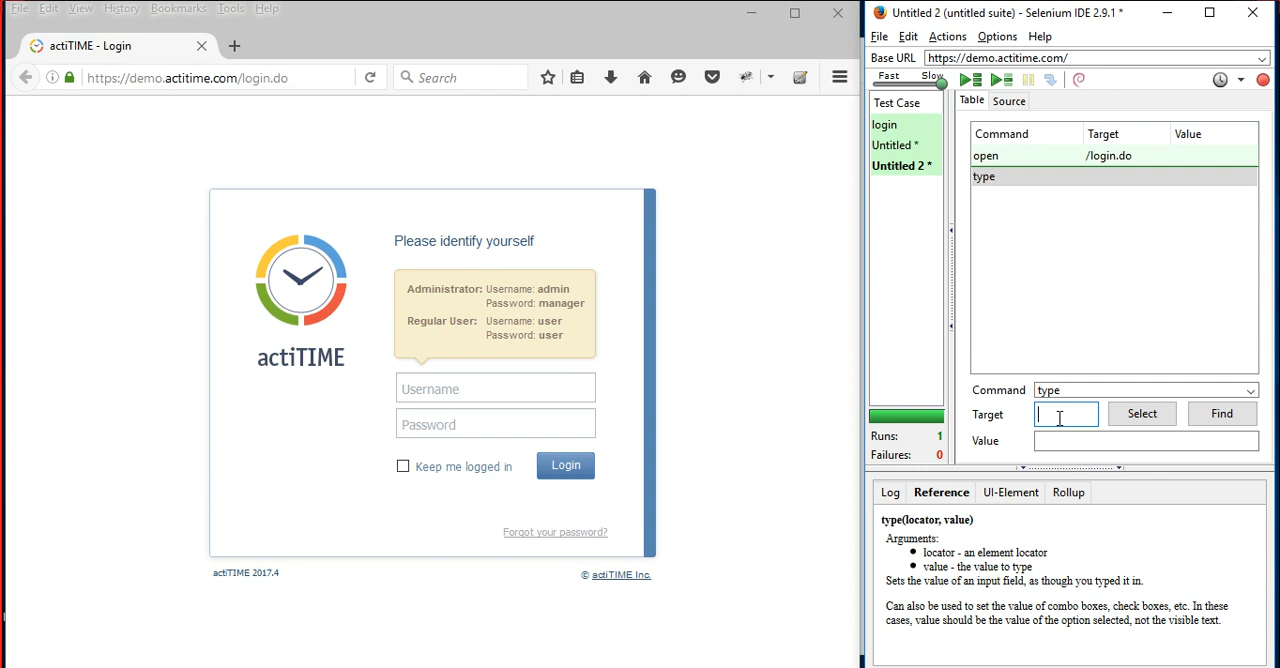 File Edit View History Bookmarks Tools Help
actiTIME - Login
https://demo.actitime.com/login.do
Search
Please identify yourself
Administrator: Username: admin
Password: manager
Regular User: Username: user
Password: user
actiTIME
Username
Password
Keep me logged in
Login
Forgot your password?
actiTIME 2017.4
© actiTIME Inc.
Untitled 2 (untitled suite) - Selenium IDE 2.9.1 *
File Edit Actions Options Help
Base URL https://demo.actitime.com/
Fast Slow
Test Case
login
Untitled *
Untitled 2 *
Runs: 1
Failures: 0
Table Source
Command Target Value
open /login.do
type
Command type
Target Select Find
Value
Log Reference UI-Element Rollup
type(locator, value)
Arguments:
locator - an element locator
value - the value to type
Sets the value of an input field, as though you typed it in.
Can also be used to set the value of combo boxes, check boxes, etc. In these
cases, value should be the value of the option selected, not the visible text.